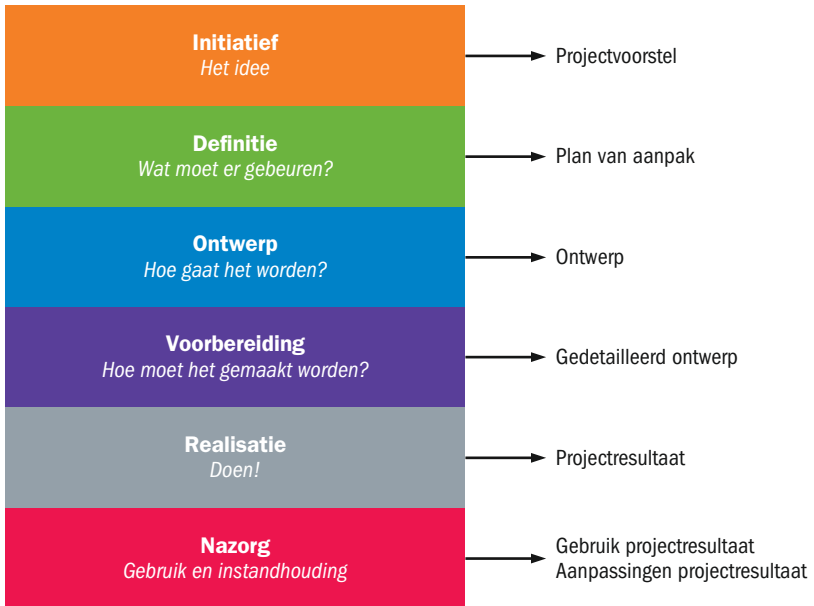 Initiatief
Het idee
Projectvoorstel
Definitie
Wat moet er gebeuren?
Plan van aanpak
Ontwerp
Hoe gaat het worden?
Ontwerp
Voorbereiding
Hoe moet het gemaakt worden?
Gedetailleerd ontwerp
Realisatie
Doen!
Projectresultaat
Nazorg
Gebruik en instandhouding
Gebruik projectresultaat
Aanpassingen projectresultaat